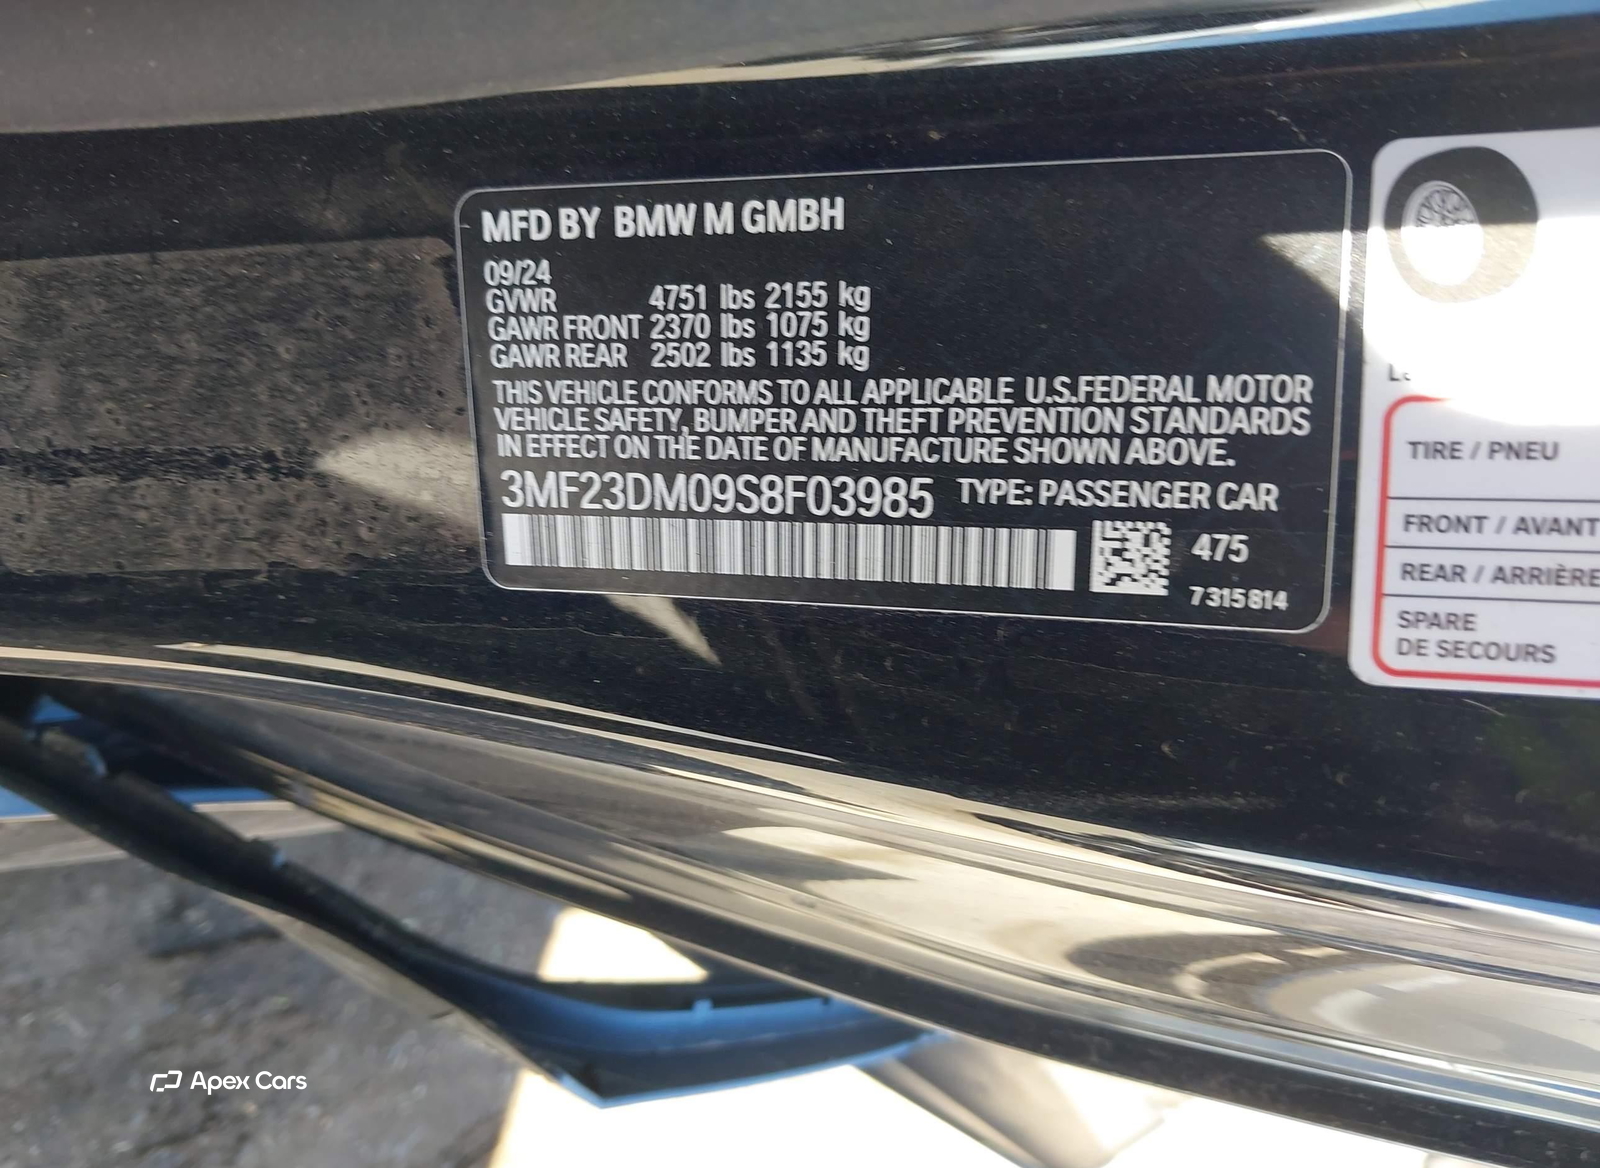 MFD BY BMW M GMBH
09/24
GVWR 4751 lbs 2155 kg
GAWR FRONT 2370 lbs 1075 kg
GAWR REAR 2502 lbs 1135 kg
THIS VEHICLE CONFORMS TO ALL APPLICABLE U.S.FEDERAL MOTOR
VEHICLE SAFETY, BUMPER AND THEFT PREVENTION STANDARDS
IN EFFECT ON THE DATE OF MANUFACTURE SHOWN ABOVE.
3MF23DM09S8F03985 TYPE: PASSENGER CAR
475
7315814
TIRE / PNEU
FRONT / AVANT
REAR / ARRIÈRE
SPARE
DE SECOURS
Apex Cars